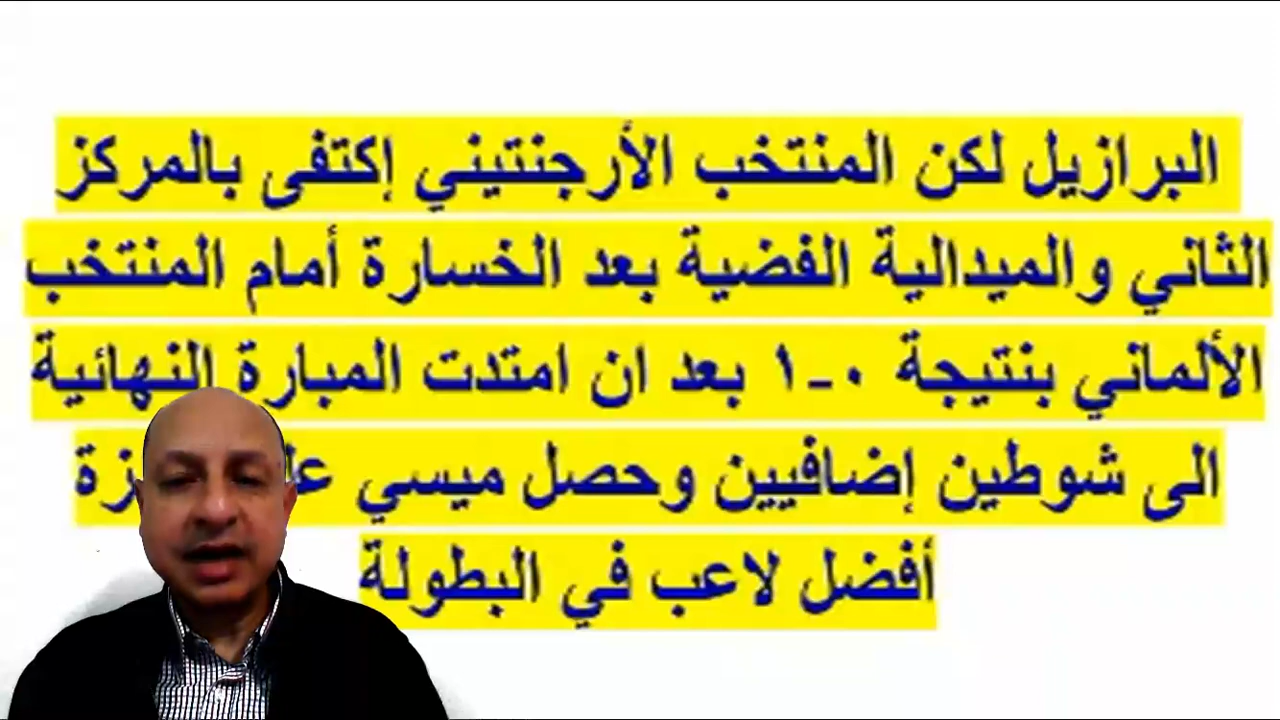 البرازيل لكن المنتخب الأرجنتيني إكتفى بالمركز
الثاني والميدالية الفضية بعد الخسارة أمام المنتخب
الألماني بنتيجة ٠-١ بعد ان امتدت المبارة النهائية
الى شوطين إضافيين وحصل ميسي
أفضل لاعب في البطولة